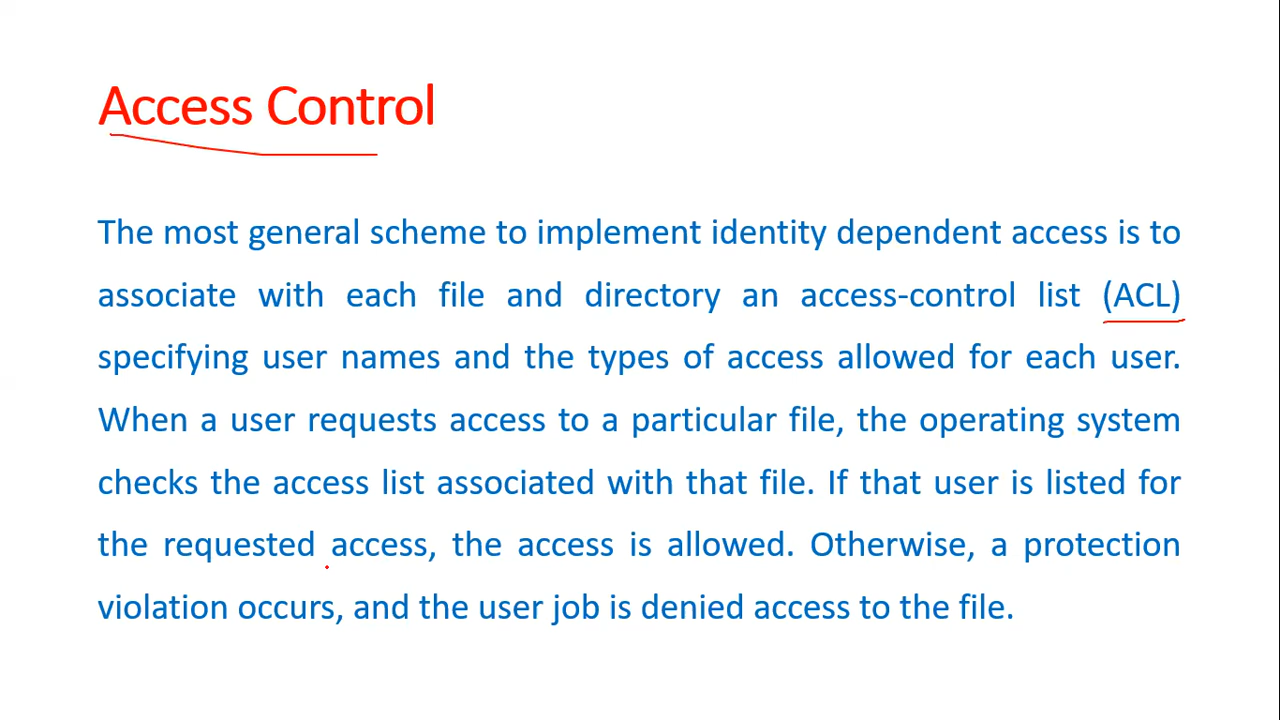 Access Control
The most general scheme to implement identity dependent access is to
associate with each file and directory an access-control list (ACL)
specifying user names and the types of access allowed for each user.
When a user requests access to a particular file, the operating system
checks the access list associated with that file. If that user is listed for
the requested access, the access is allowed. Otherwise, a protection
violation occurs, and the user job is denied access to the file.